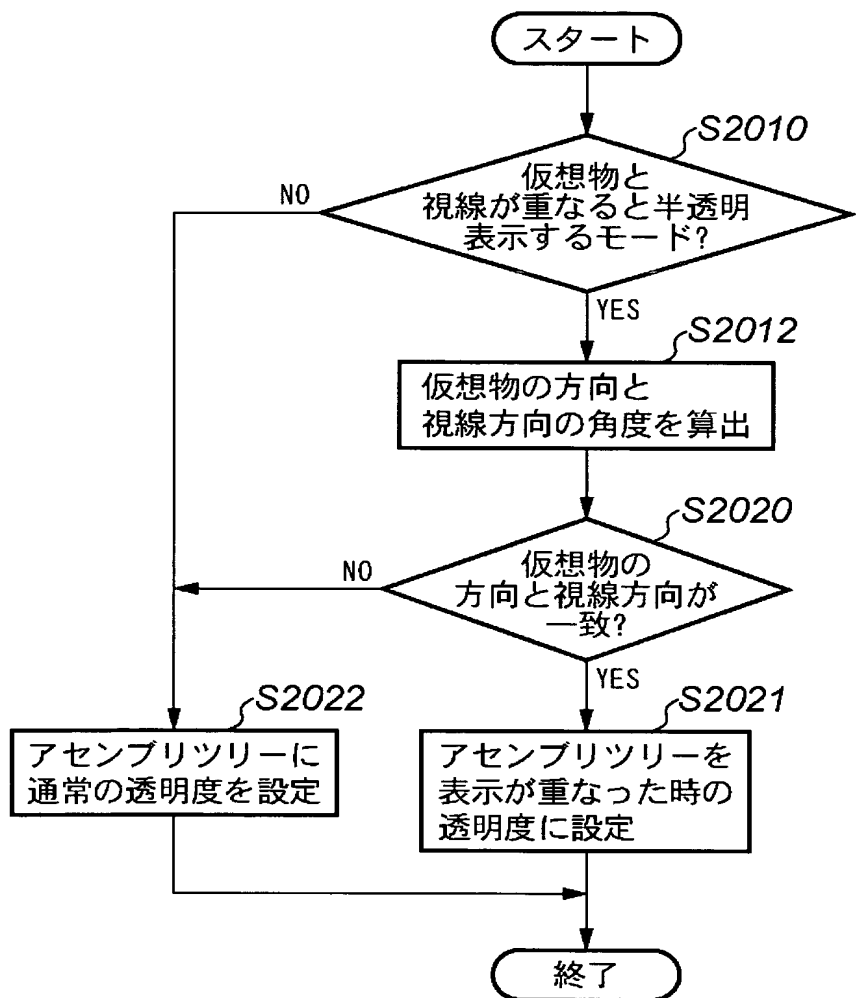 スタート
S2010
仮想物と
視線が重なると半透明
表示するモード?
NO
YES
S2012
仮想物の方向と
視線方向の角度を算出
S2020
仮想物の
方向と視線方向が
一致?
NO
YES
S2022
アセンブリツリーに
通常の透明度を設定
S2021
アセンブリツリーを
表示が重なった時の
透明度に設定
終了